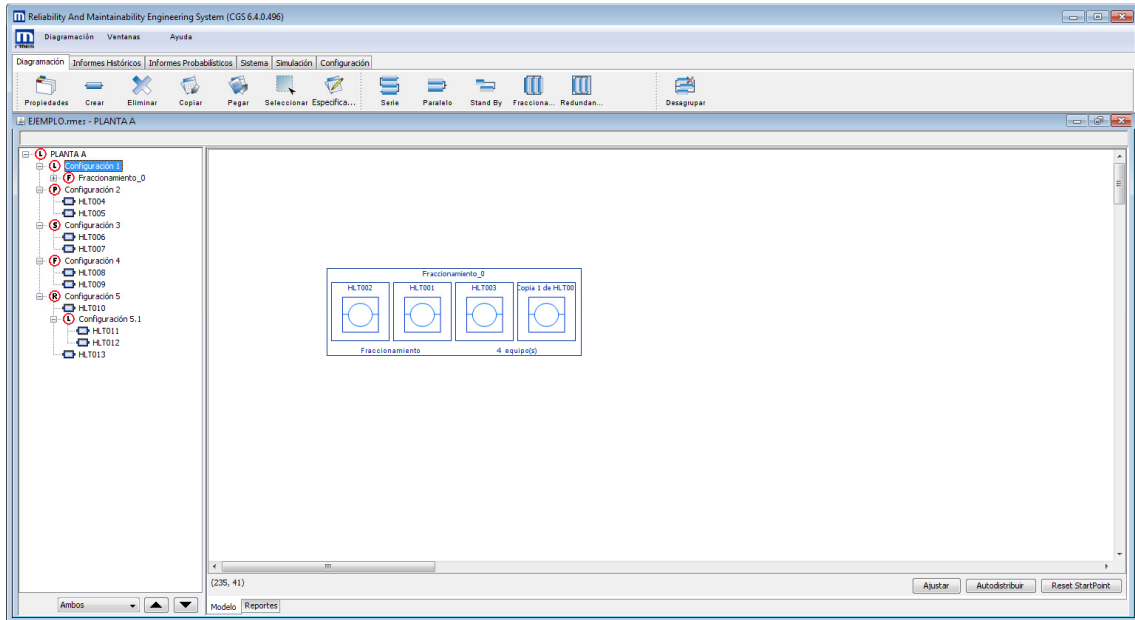 Reliability And Maintainability Engineering System (CGS 6.4.0.496)
Diagramación Ventanas Ayuda
Diagramación Informes Históricos Informes Probabilísticos Sistema Simulación Configuración
Propiedades Crear Eliminar Copiar Pegar Seleccionar Especifica... Serie Paralelo Stand By Fracciona... Redundan... Desagrupar
EJEMPLO.rmes - PLANTA A
L PLANTA A
L Configuración 1
F Fraccionamiento_0
P Configuración 2
HLT004
HLT005
S Configuración 3
HLT006
HLT007
F Configuración 4
HLT008
HLT009
R Configuración 5
HLT010
L Configuración 5.1
HLT011
HLT012
HLT013
Fraccionamiento_0
HLT002 HLT001 HLT003 Copia 1 de HLT00
Fraccionamiento 4 equipo(s)
(235, 41)
Ajustar Autodistribuir Reset StartPoint
Ambos
Modelo Reportes